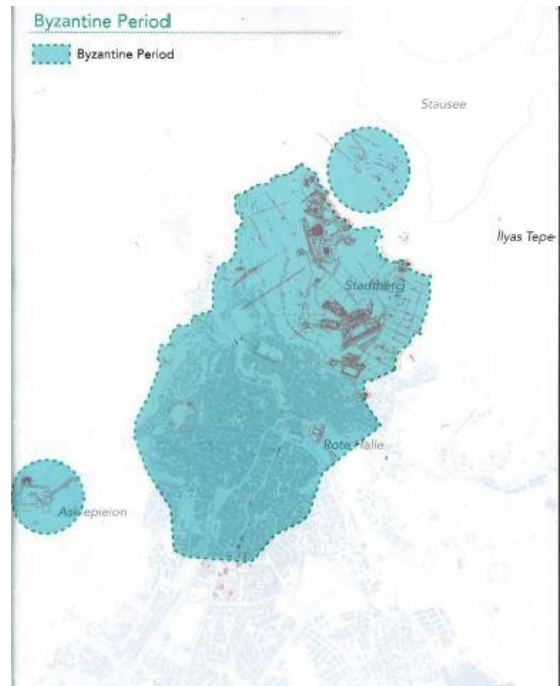 Byzantine Period
Byzantine Period
Stausee
İlyas Tepe
Stadtberg
Rote Halle
Asklepieion